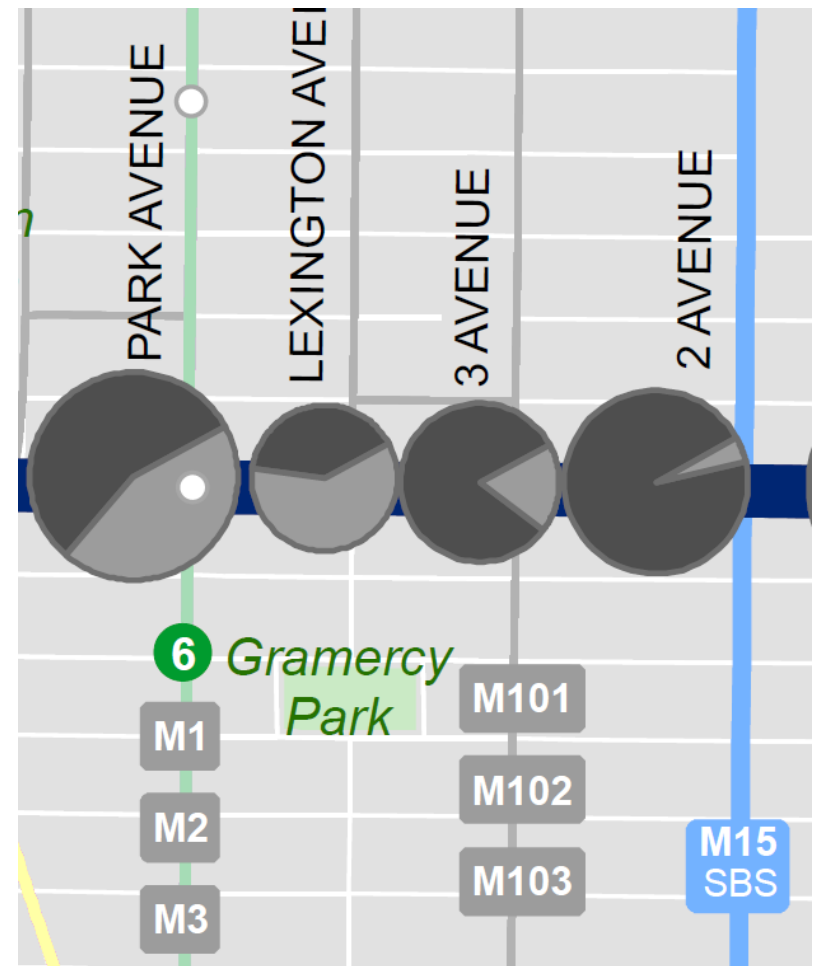 PARK AVENUE
LEXINGTON AVE
3 AVENUE
2 AVENUE
6
Gramercy
Park
M1
M2
M3
M101
M102
M103
M15
SBS